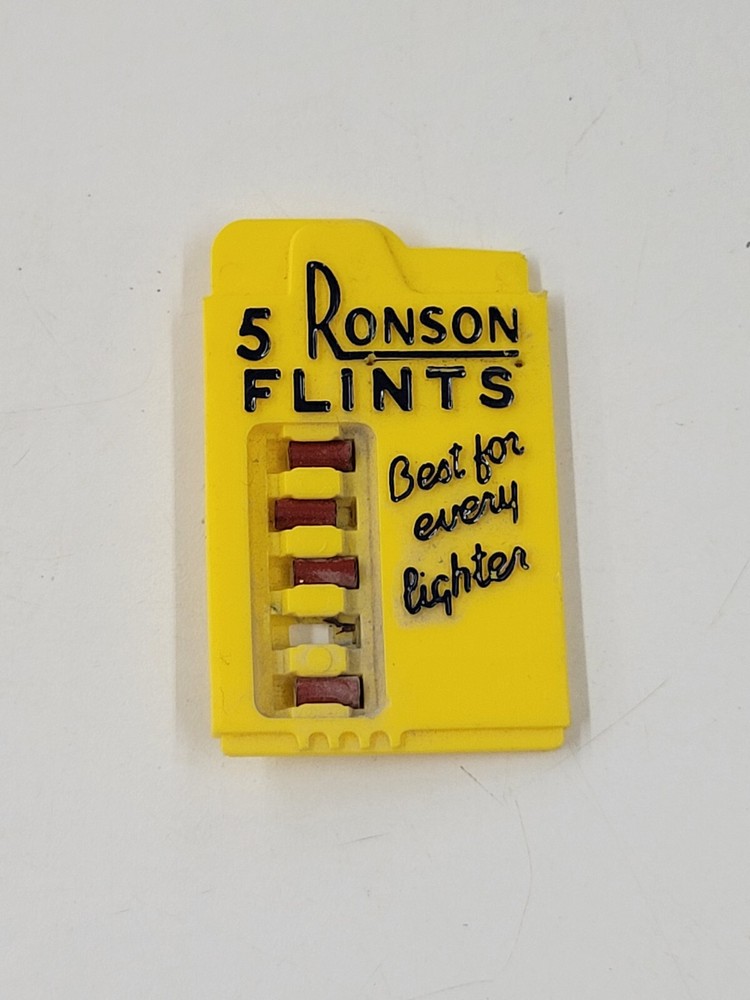 5 RONSON
FLINTS
Best for
every
lighter